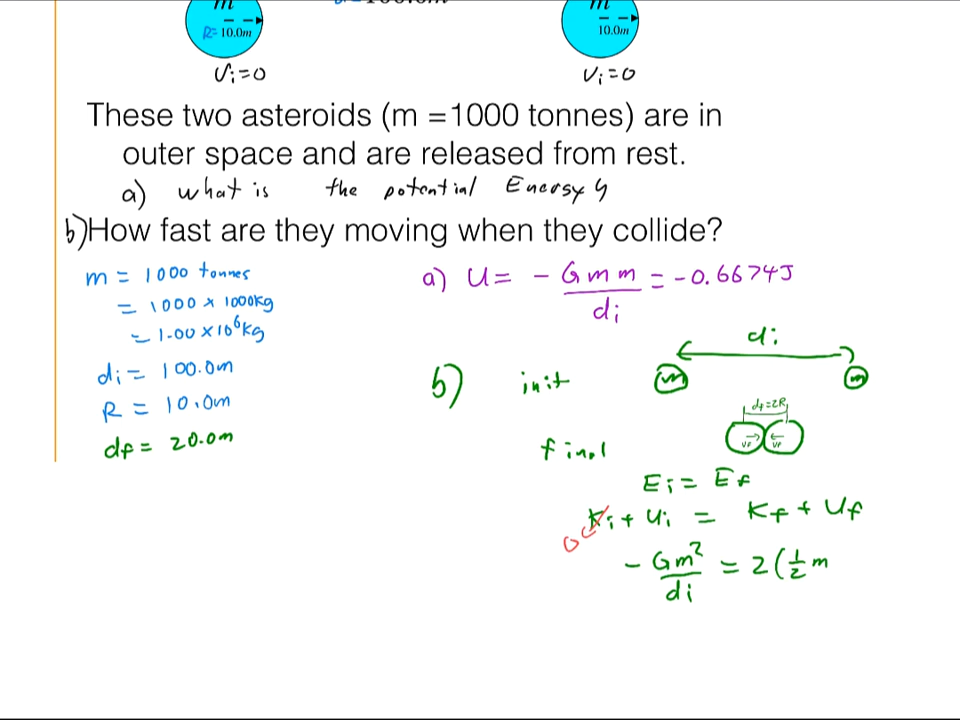 m m
R= 10.0m 10.0m
Vi=0 Vi=0
These two asteroids (m =1000 tonnes) are in
outer space and are released from rest.
a) what is the potential Energy
b)How fast are they moving when they collide?
m = 1000 tonnes
= 1000 × 1000kg
= 1.00 × 10⁶kg
di = 100.0m
R = 10.0m
df = 20.0m
a) U = - Gmm/di = -0.6674J
di
b) init m m
df=2R
vf vf
final
Ei = Ef
0 Ki + Ui = Kf + Uf
- Gm²/di = 2(½m